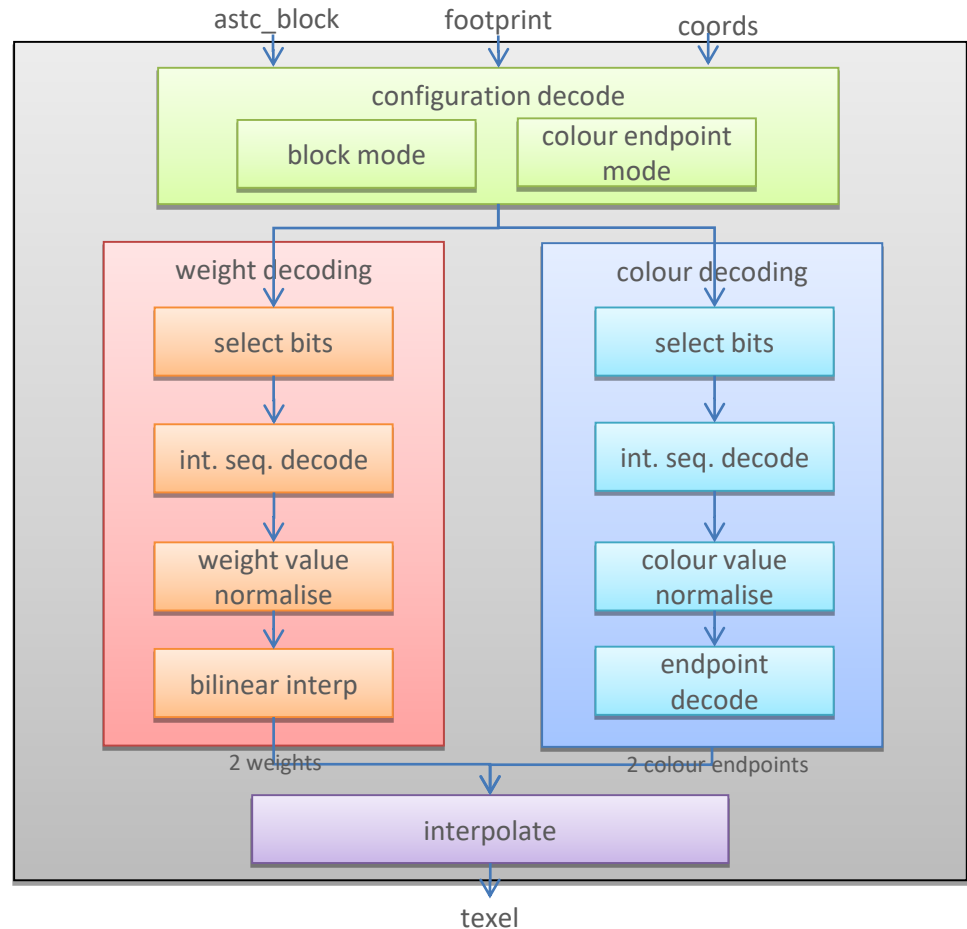 astc_block
footprint
coords
configuration decode
block mode
colour endpoint
mode
weight decoding
colour decoding
select bits
select bits
int. seq. decode
int. seq. decode
weight value
normalise
colour value
normalise
bilinear interp
endpoint
decode
2 weights
2 colour endpoints
interpolate
texel